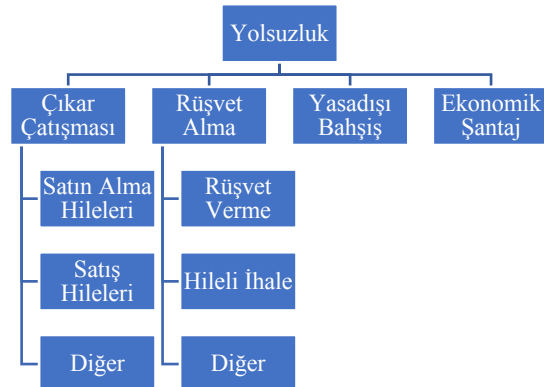 Yolsuzluk
Çıkar
Çatışması
Rüşvet
Alma
Yasadışı
Bahşiş
Ekonomik
Şantaj
Satın Alma
Hileleri
Rüşvet
Verme
Satış
Hileleri
Hileli İhale
Diğer
Diğer